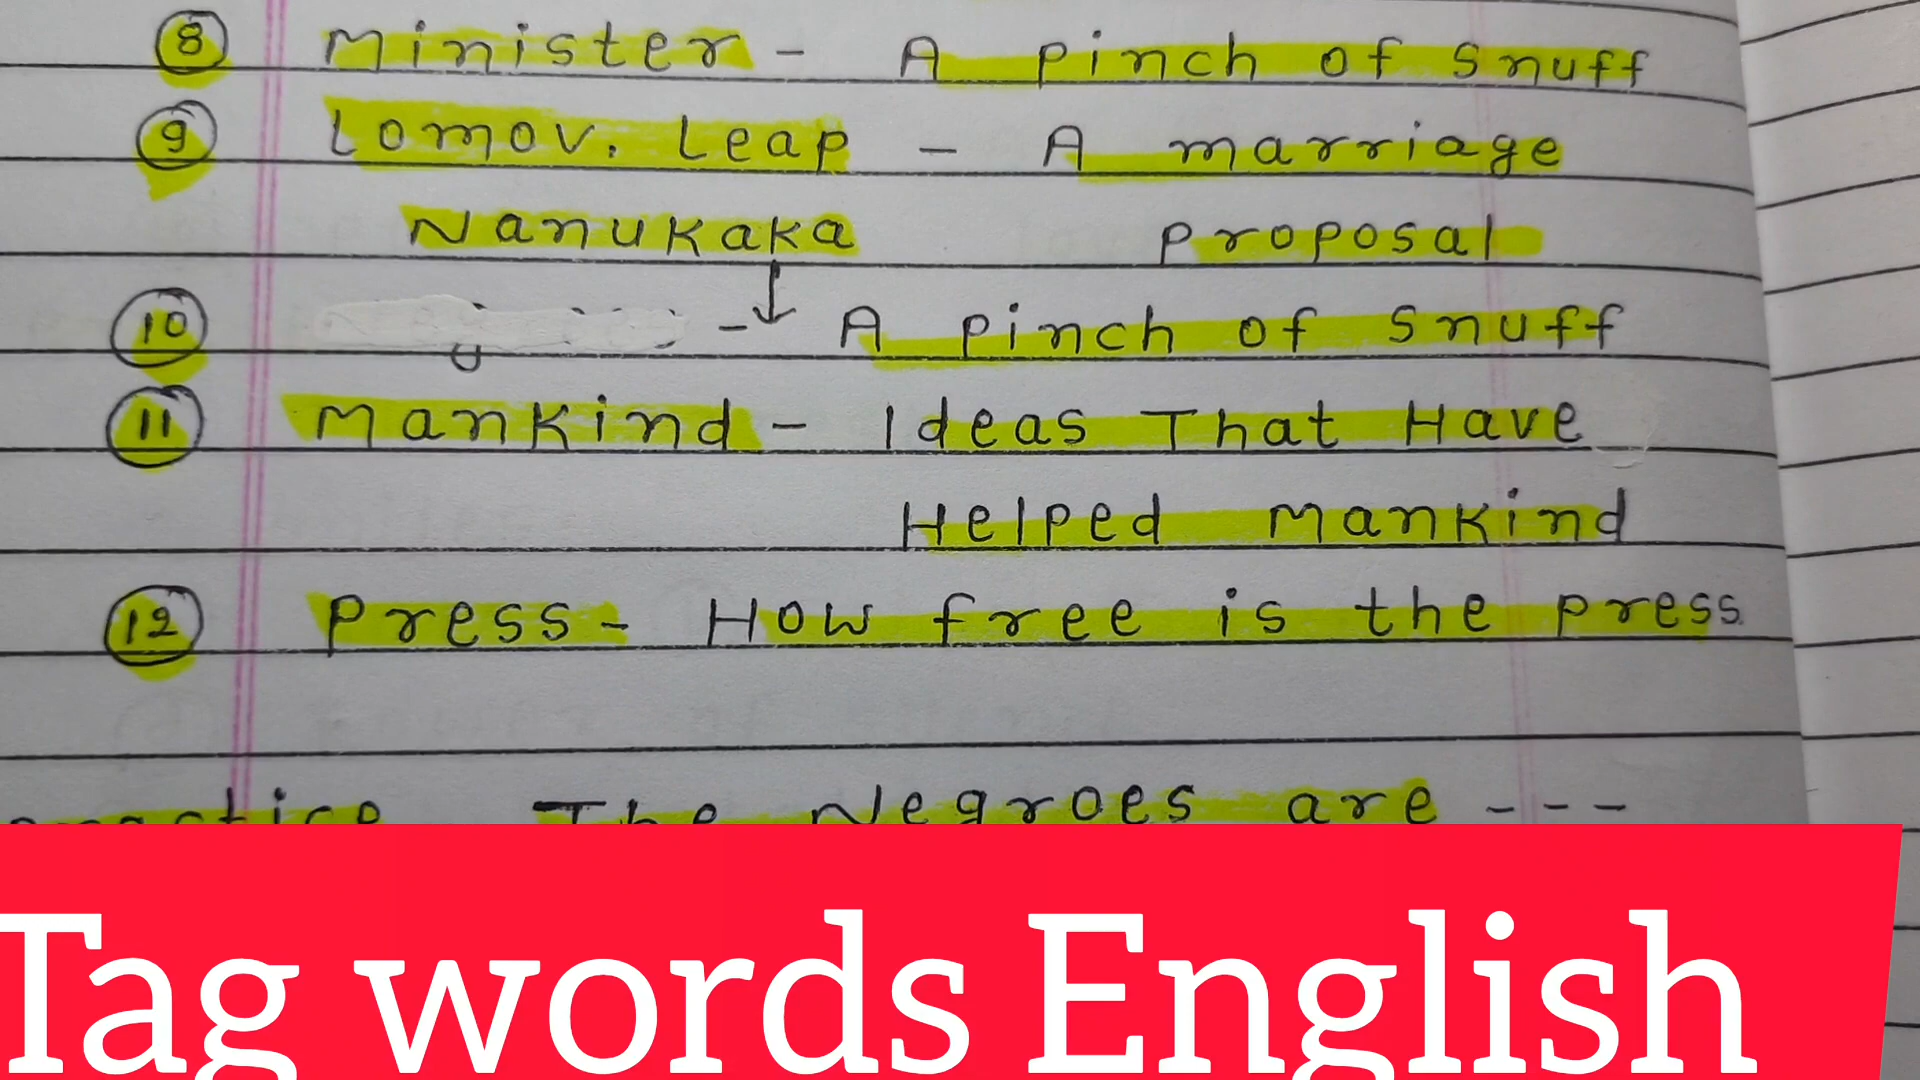 8 Minister - A Pinch of Snuff
9 Lomov. Leap - A marriage
Nanukaka Proposal
10 - A Pinch of Snuff
11 Mankind - Ideas That Have
Helped Mankind
12 Press - How free is the press.
practice The Negroes are ---
Tag words English